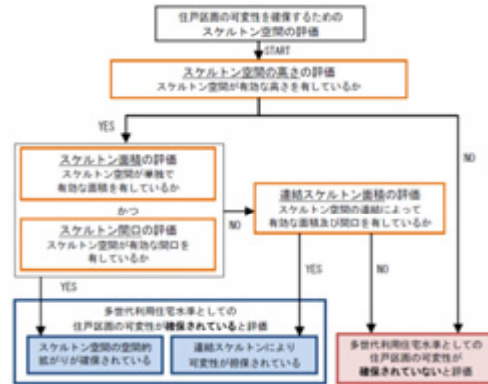 住戸区画の可変性を確保するための
スケルトン空間の評価
START
スケルトン空間の高さの評価
スケルトン空間が有効な高さを有しているか
YES
NO
スケルトン面積の評価
スケルトン空間が単独で
有効な面積を有しているか
かつ
スケルトン間口の評価
スケルトン空間が有効な間口を
有しているか
NO
連結スケルトン面積の評価
スケルトン空間の連結によって
有効な面積及び間口を有しているか
YES
YES
NO
多世代利用住宅水準としての
住戸区画の可変性が確保されていると評価
スケルトン空間の空間的
拡がりが確保されている
連結スケルトンにより
可変性が担保されている
多世代利用住宅水準としての
住戸区画の可変性が
確保されていないと評価